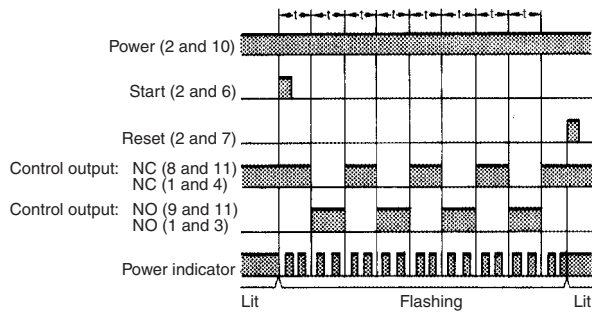 t t t t t t t t
Power (2 and 10)
Start (2 and 6)
Reset (2 and 7)
Control output: NC (8 and 11)
NC (1 and 4)
Control output: NO (9 and 11)
NO (1 and 3)
Power indicator
Lit Flashing Lit